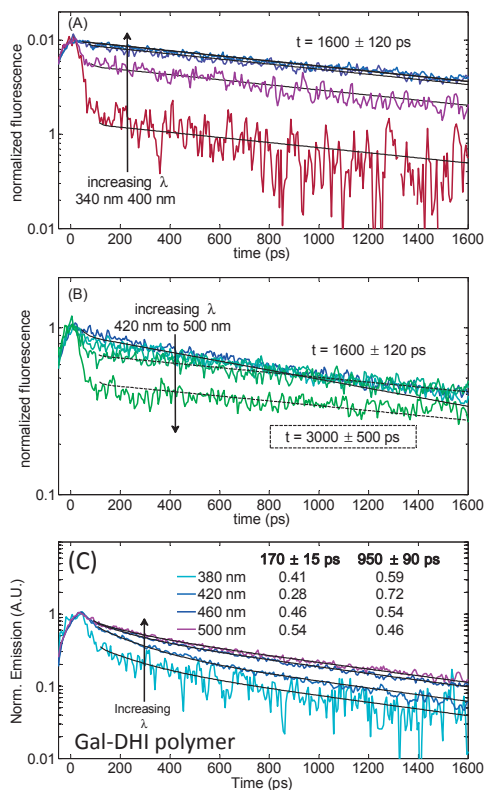 (A)
0.01
t = 1600 ± 120 ps
1
increasing λ
340 nm 400 nm
0.01
normalized fluorescence
0 200 400 600 800 1000 1200 1400 1600
time (ps)
(B)
increasing λ
420 nm to 500 nm
1
t = 1600 ± 120 ps
t = 3000 ± 500 ps
0.1
normalized fluorescence
0 200 400 600 800 1000 1200 1400 1600
time (ps)
(C)
170 ± 15 ps 950 ± 90 ps
380 nm 0.41 0.59
420 nm 0.28 0.72
460 nm 0.46 0.54
500 nm 0.54 0.46
1
0.1
Increasing
λ
Gal-DHI polymer
0.01
Norm. Emission (A.U.)
0 200 400 600 800 1000 1200 1400 1600
Time (ps)